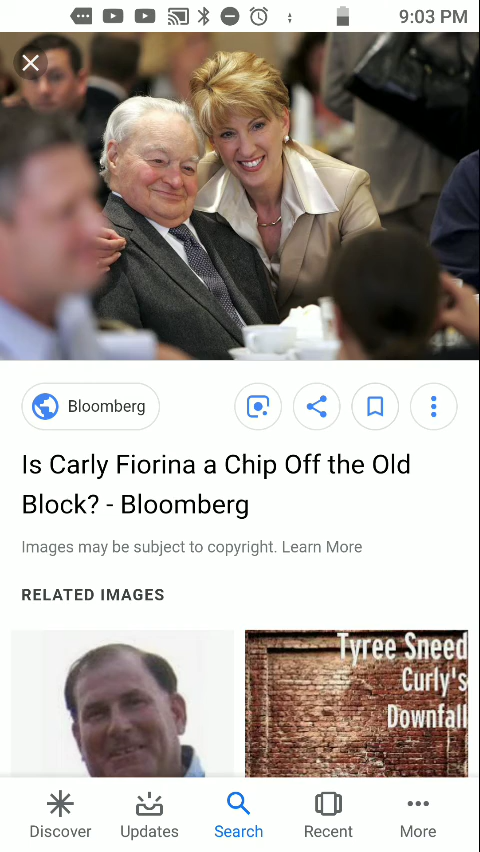 9:03 PM
Bloomberg
Is Carly Fiorina a Chip Off the Old
Block? - Bloomberg
Images may be subject to copyright. Learn More
RELATED IMAGES
Tyree Sneed
Curly's
Downfall
Discover
Updates
Search
Recent
More